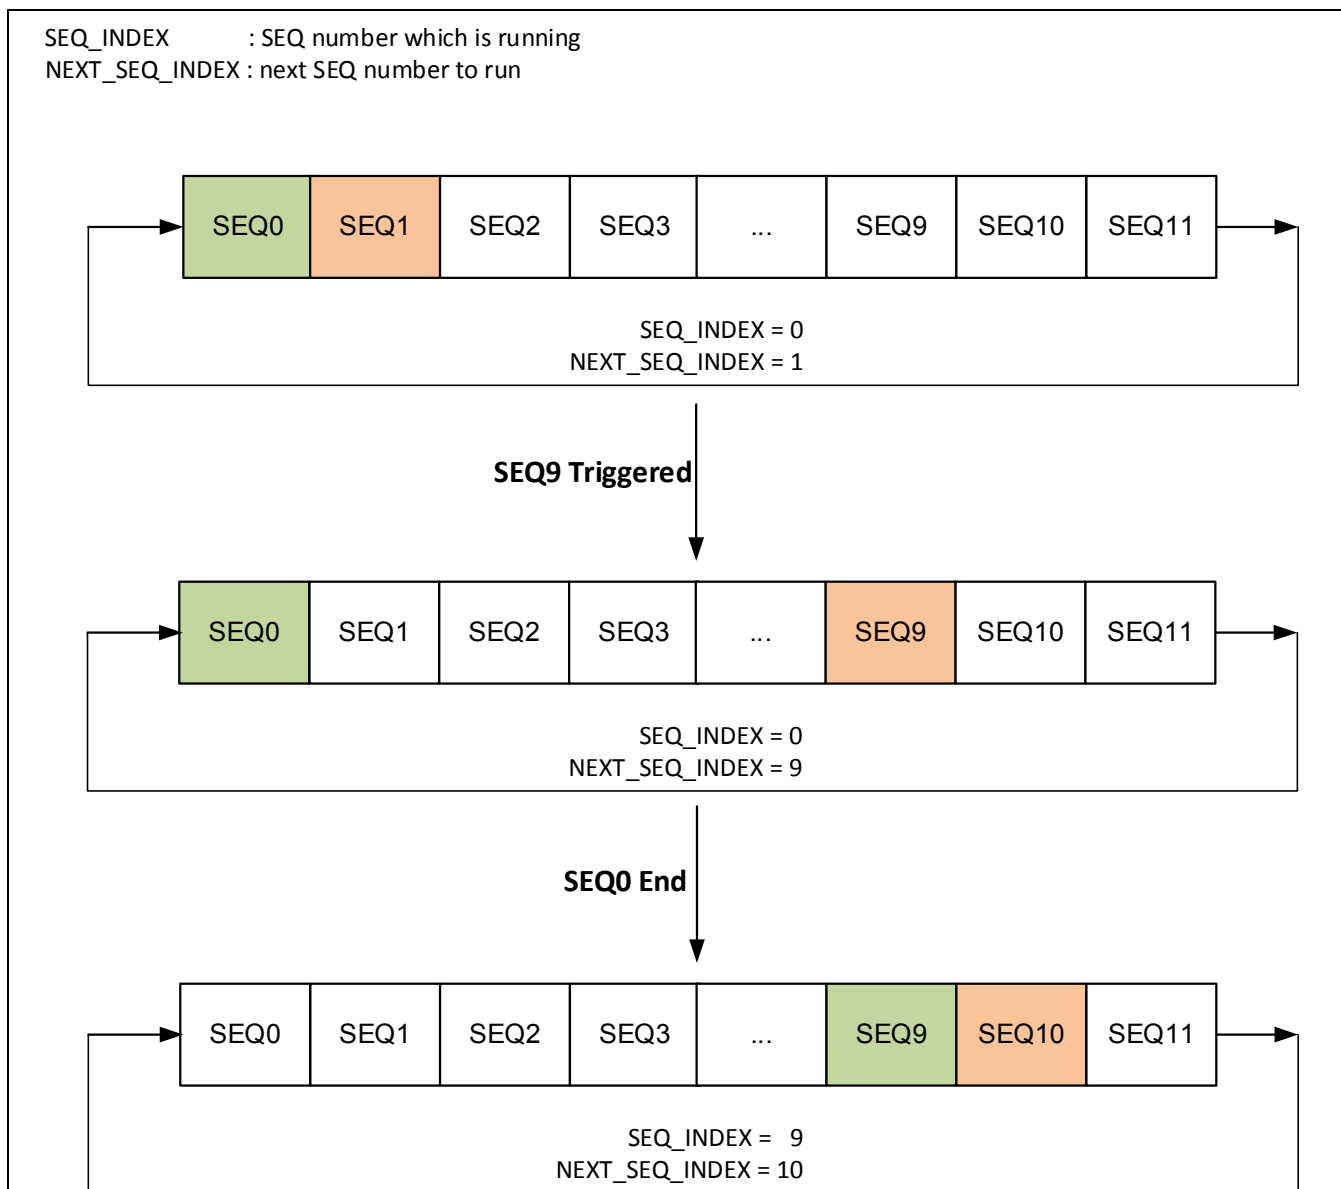 SEQ_INDEX : SEQ number which is running
NEXT_SEQ_INDEX : next SEQ number to run
SEQ0 SEQ1 SEQ2 SEQ3 ... SEQ9 SEQ10 SEQ11
SEQ_INDEX = 0
NEXT_SEQ_INDEX = 1
SEQ9 Triggered
SEQ0 SEQ1 SEQ2 SEQ3 ... SEQ9 SEQ10 SEQ11
SEQ_INDEX = 0
NEXT_SEQ_INDEX = 9
SEQ0 End
SEQ0 SEQ1 SEQ2 SEQ3 ... SEQ9 SEQ10 SEQ11
SEQ_INDEX = 9
NEXT_SEQ_INDEX = 10